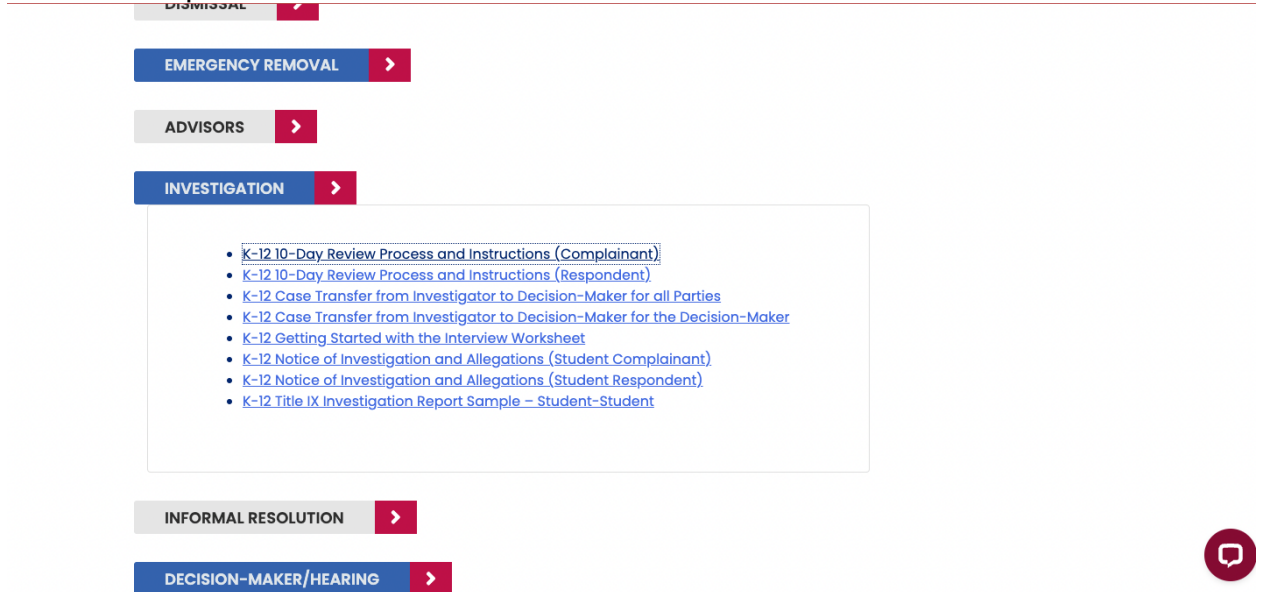 DISMISSAL
EMERGENCY REMOVAL
ADVISORS
INVESTIGATION
K-12 10-Day Review Process and Instructions (Complainant)
K-12 10-Day Review Process and Instructions (Respondent)
K-12 Case Transfer from Investigator to Decision-Maker for all Parties
K-12 Case Transfer from Investigator to Decision-Maker for the Decision-Maker
K-12 Getting Started with the Interview Worksheet
K-12 Notice of Investigation and Allegations (Student Complainant)
K-12 Notice of Investigation and Allegations (Student Respondent)
K-12 Title IX Investigation Report Sample – Student-Student
INFORMAL RESOLUTION
DECISION-MAKER/HEARING